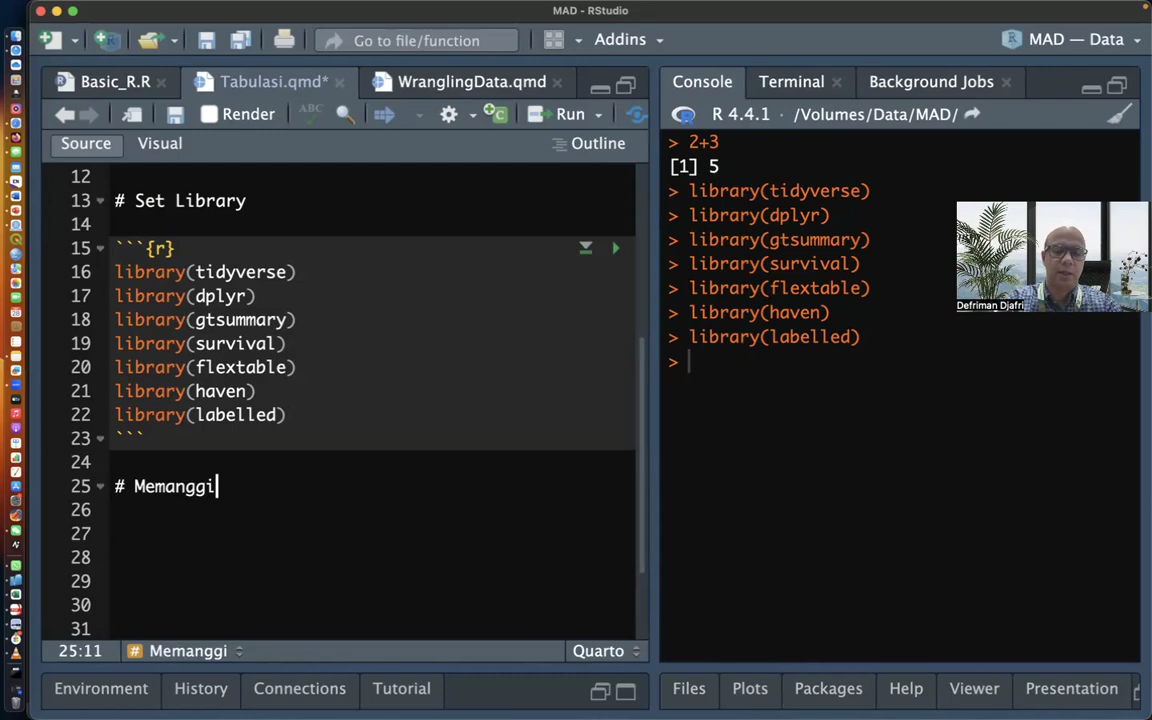 MAD - RStudio
Go to file/function
Addins
MAD — Data
Basic_R.R
Tabulasi.qmd*
WranglingData.qmd
Render
ABC
Run
Source
Visual
Outline
12
13 # Set Library
14
15 ```{r}
16 library(tidyverse)
17 library(dplyr)
18 library(gtsummary)
19 library(survival)
20 library(flextable)
21 library(haven)
22 library(labelled)
23 ```
24
25 # Memanggi
26
27
28
29
30
31
25:11
# Memanggi
Quarto
Environment
History
Connections
Tutorial
Console
Terminal
Background Jobs
R 4.4.1 · /Volumes/Data/MAD/
> 2+3
[1] 5
> library(tidyverse)
> library(dplyr)
> library(gtsummary)
> library(survival)
> library(flextable)
> library(haven)
> library(labelled)
>
Defriman Djafri
Files
Plots
Packages
Help
Viewer
Presentation